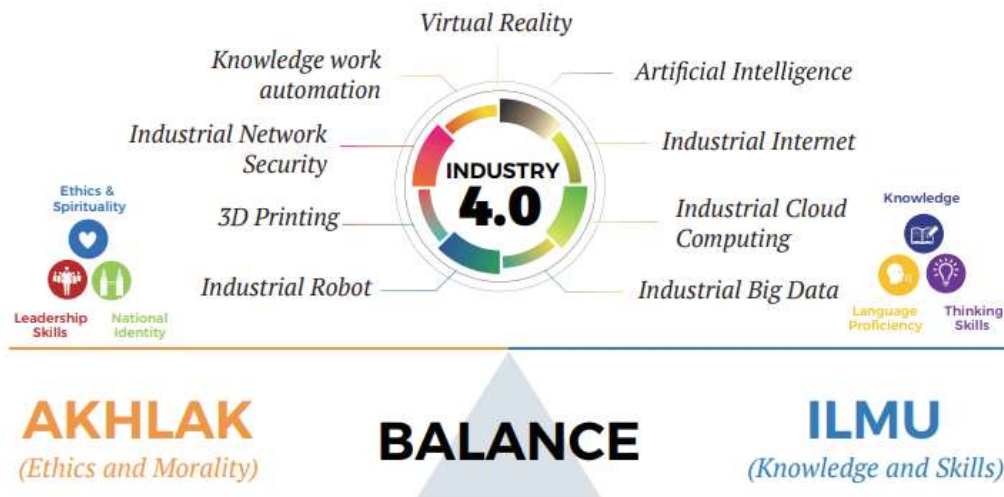 Virtual Reality
Knowledge work
automation
Artificial Intelligence
Industrial Network
Security
Industrial Internet
INDUSTRY
4.0
3D Printing
Industrial Cloud
Computing
Industrial Robot
Industrial Big Data
Ethics &
Spirituality
Leadership
Skills
National
Identity
Knowledge
Language
Proficiency
Thinking
Skills
AKHLAK
(Ethics and Morality)
BALANCE
ILMU
(Knowledge and Skills)